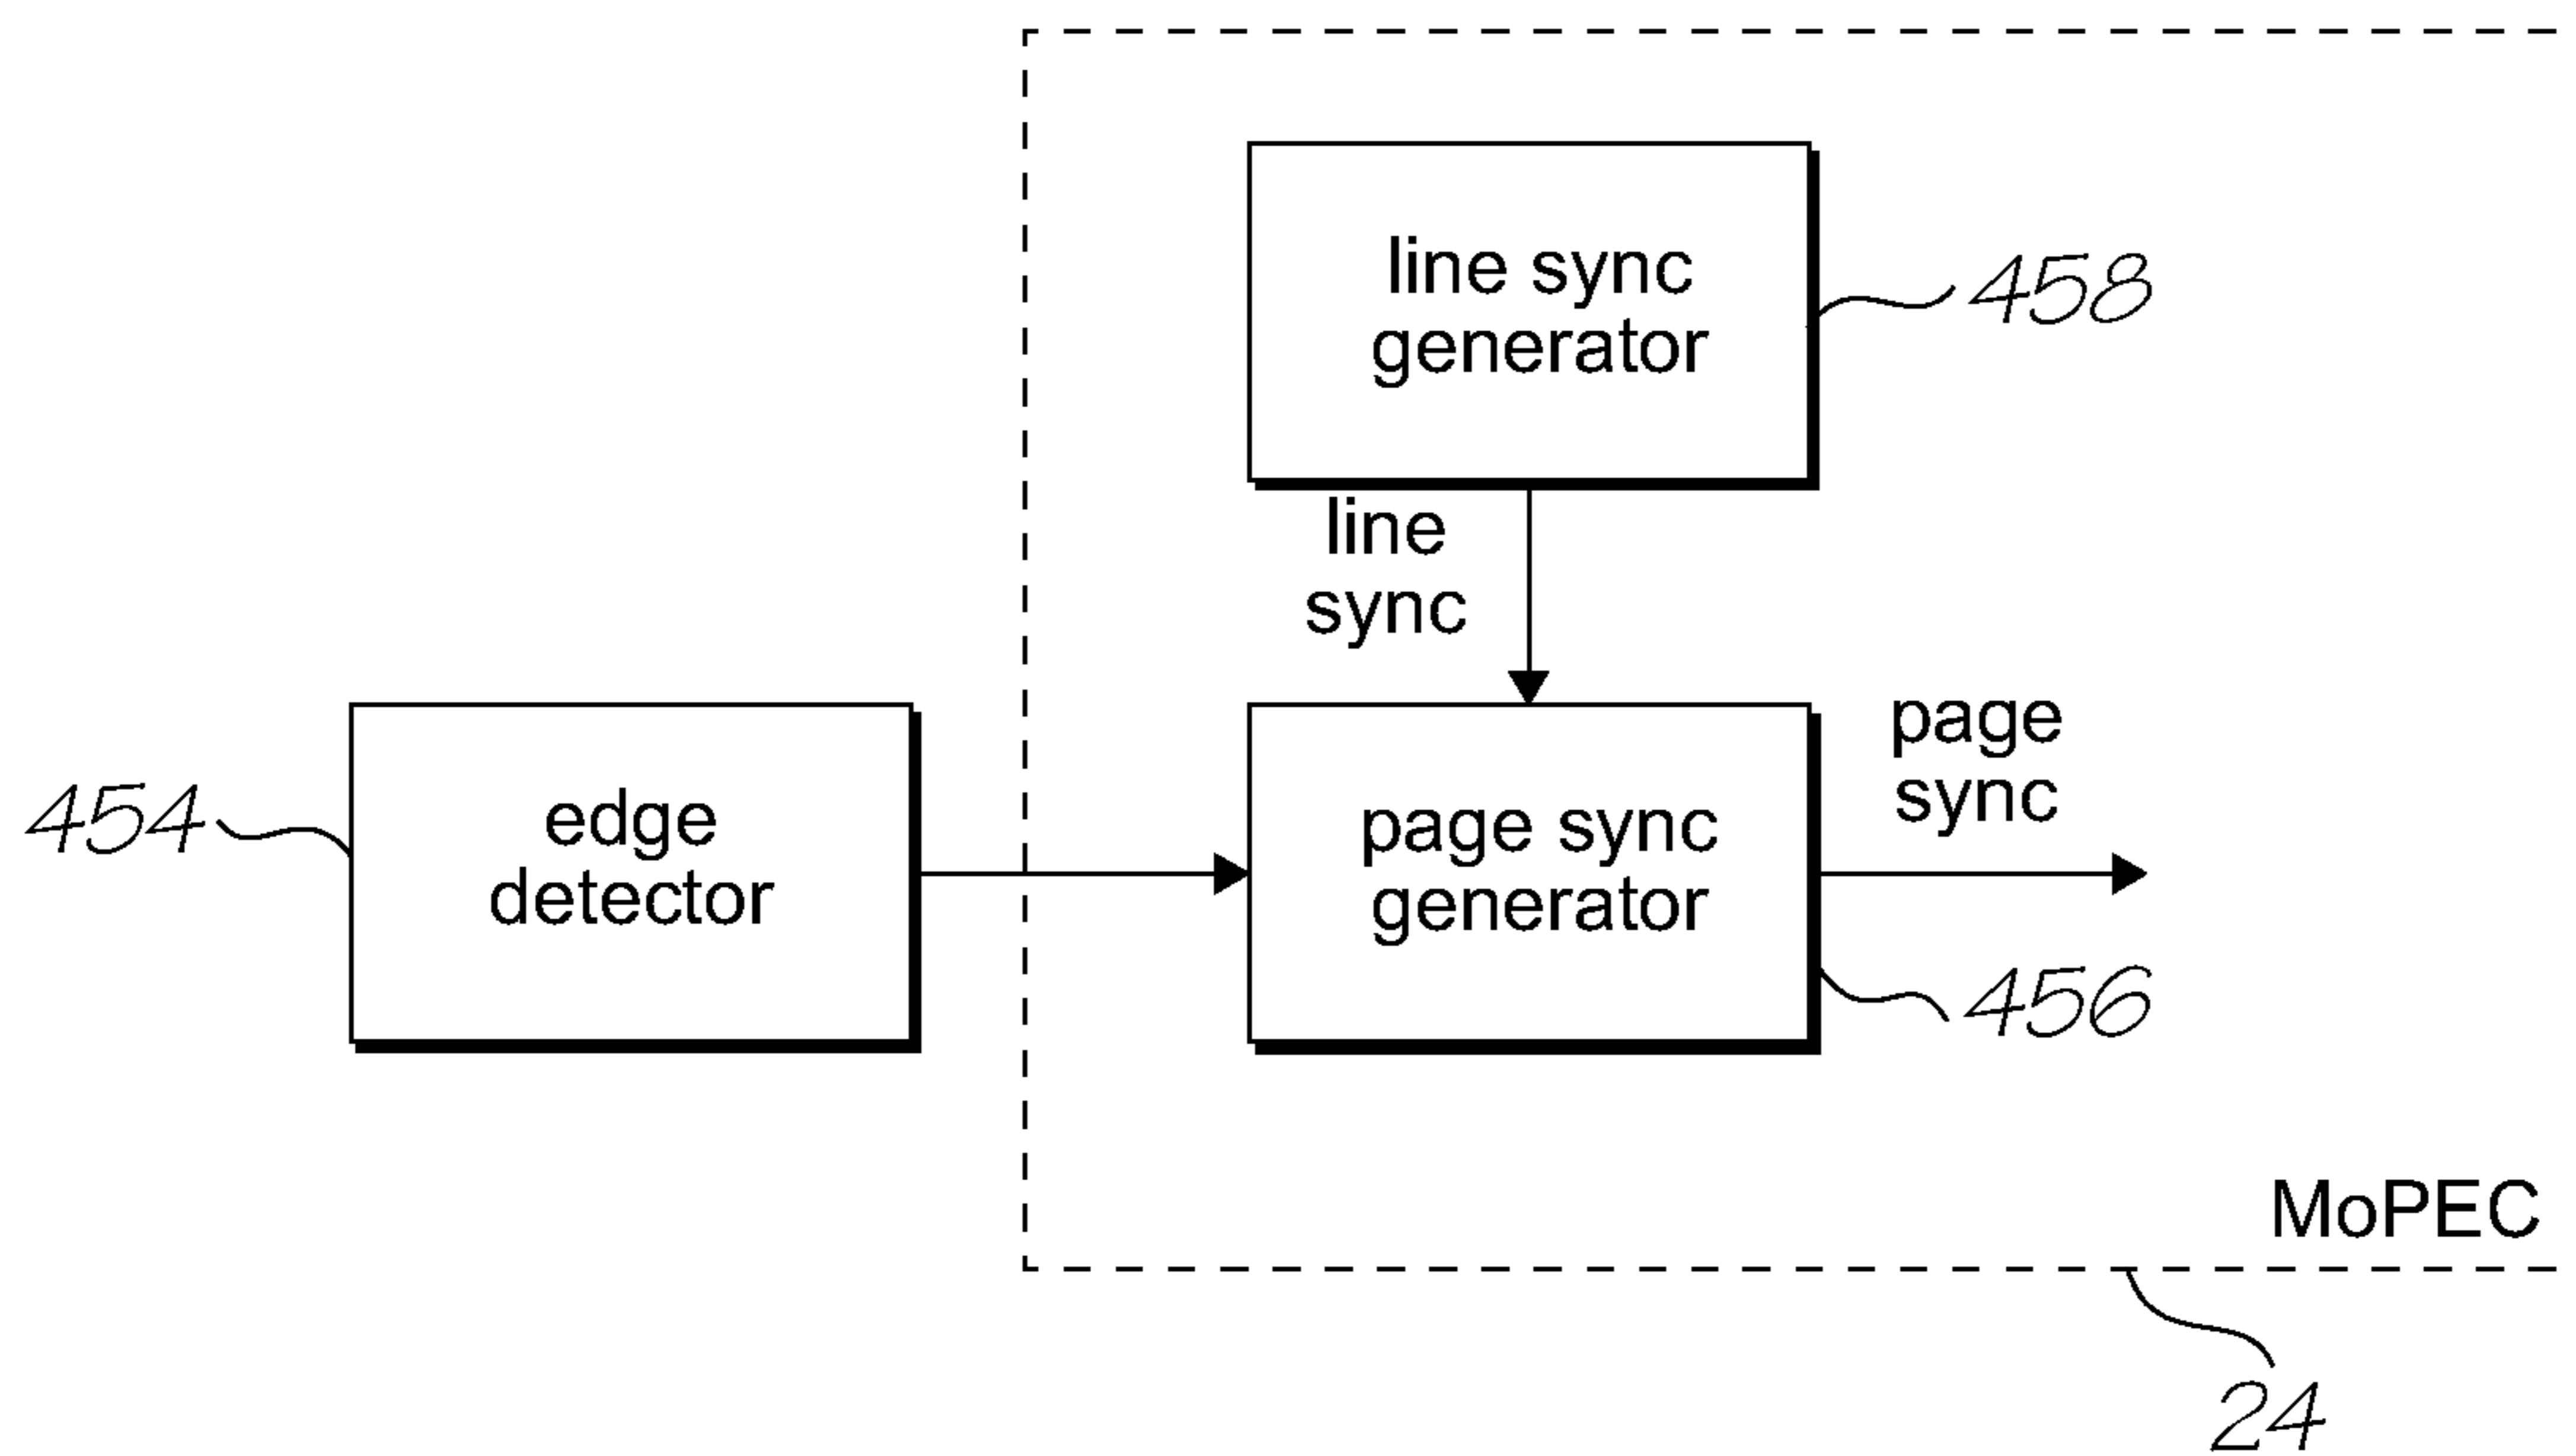 line sync
generator
458
line
sync
page
sync
454
edge
detector
page sync
generator
456
MoPEC
24